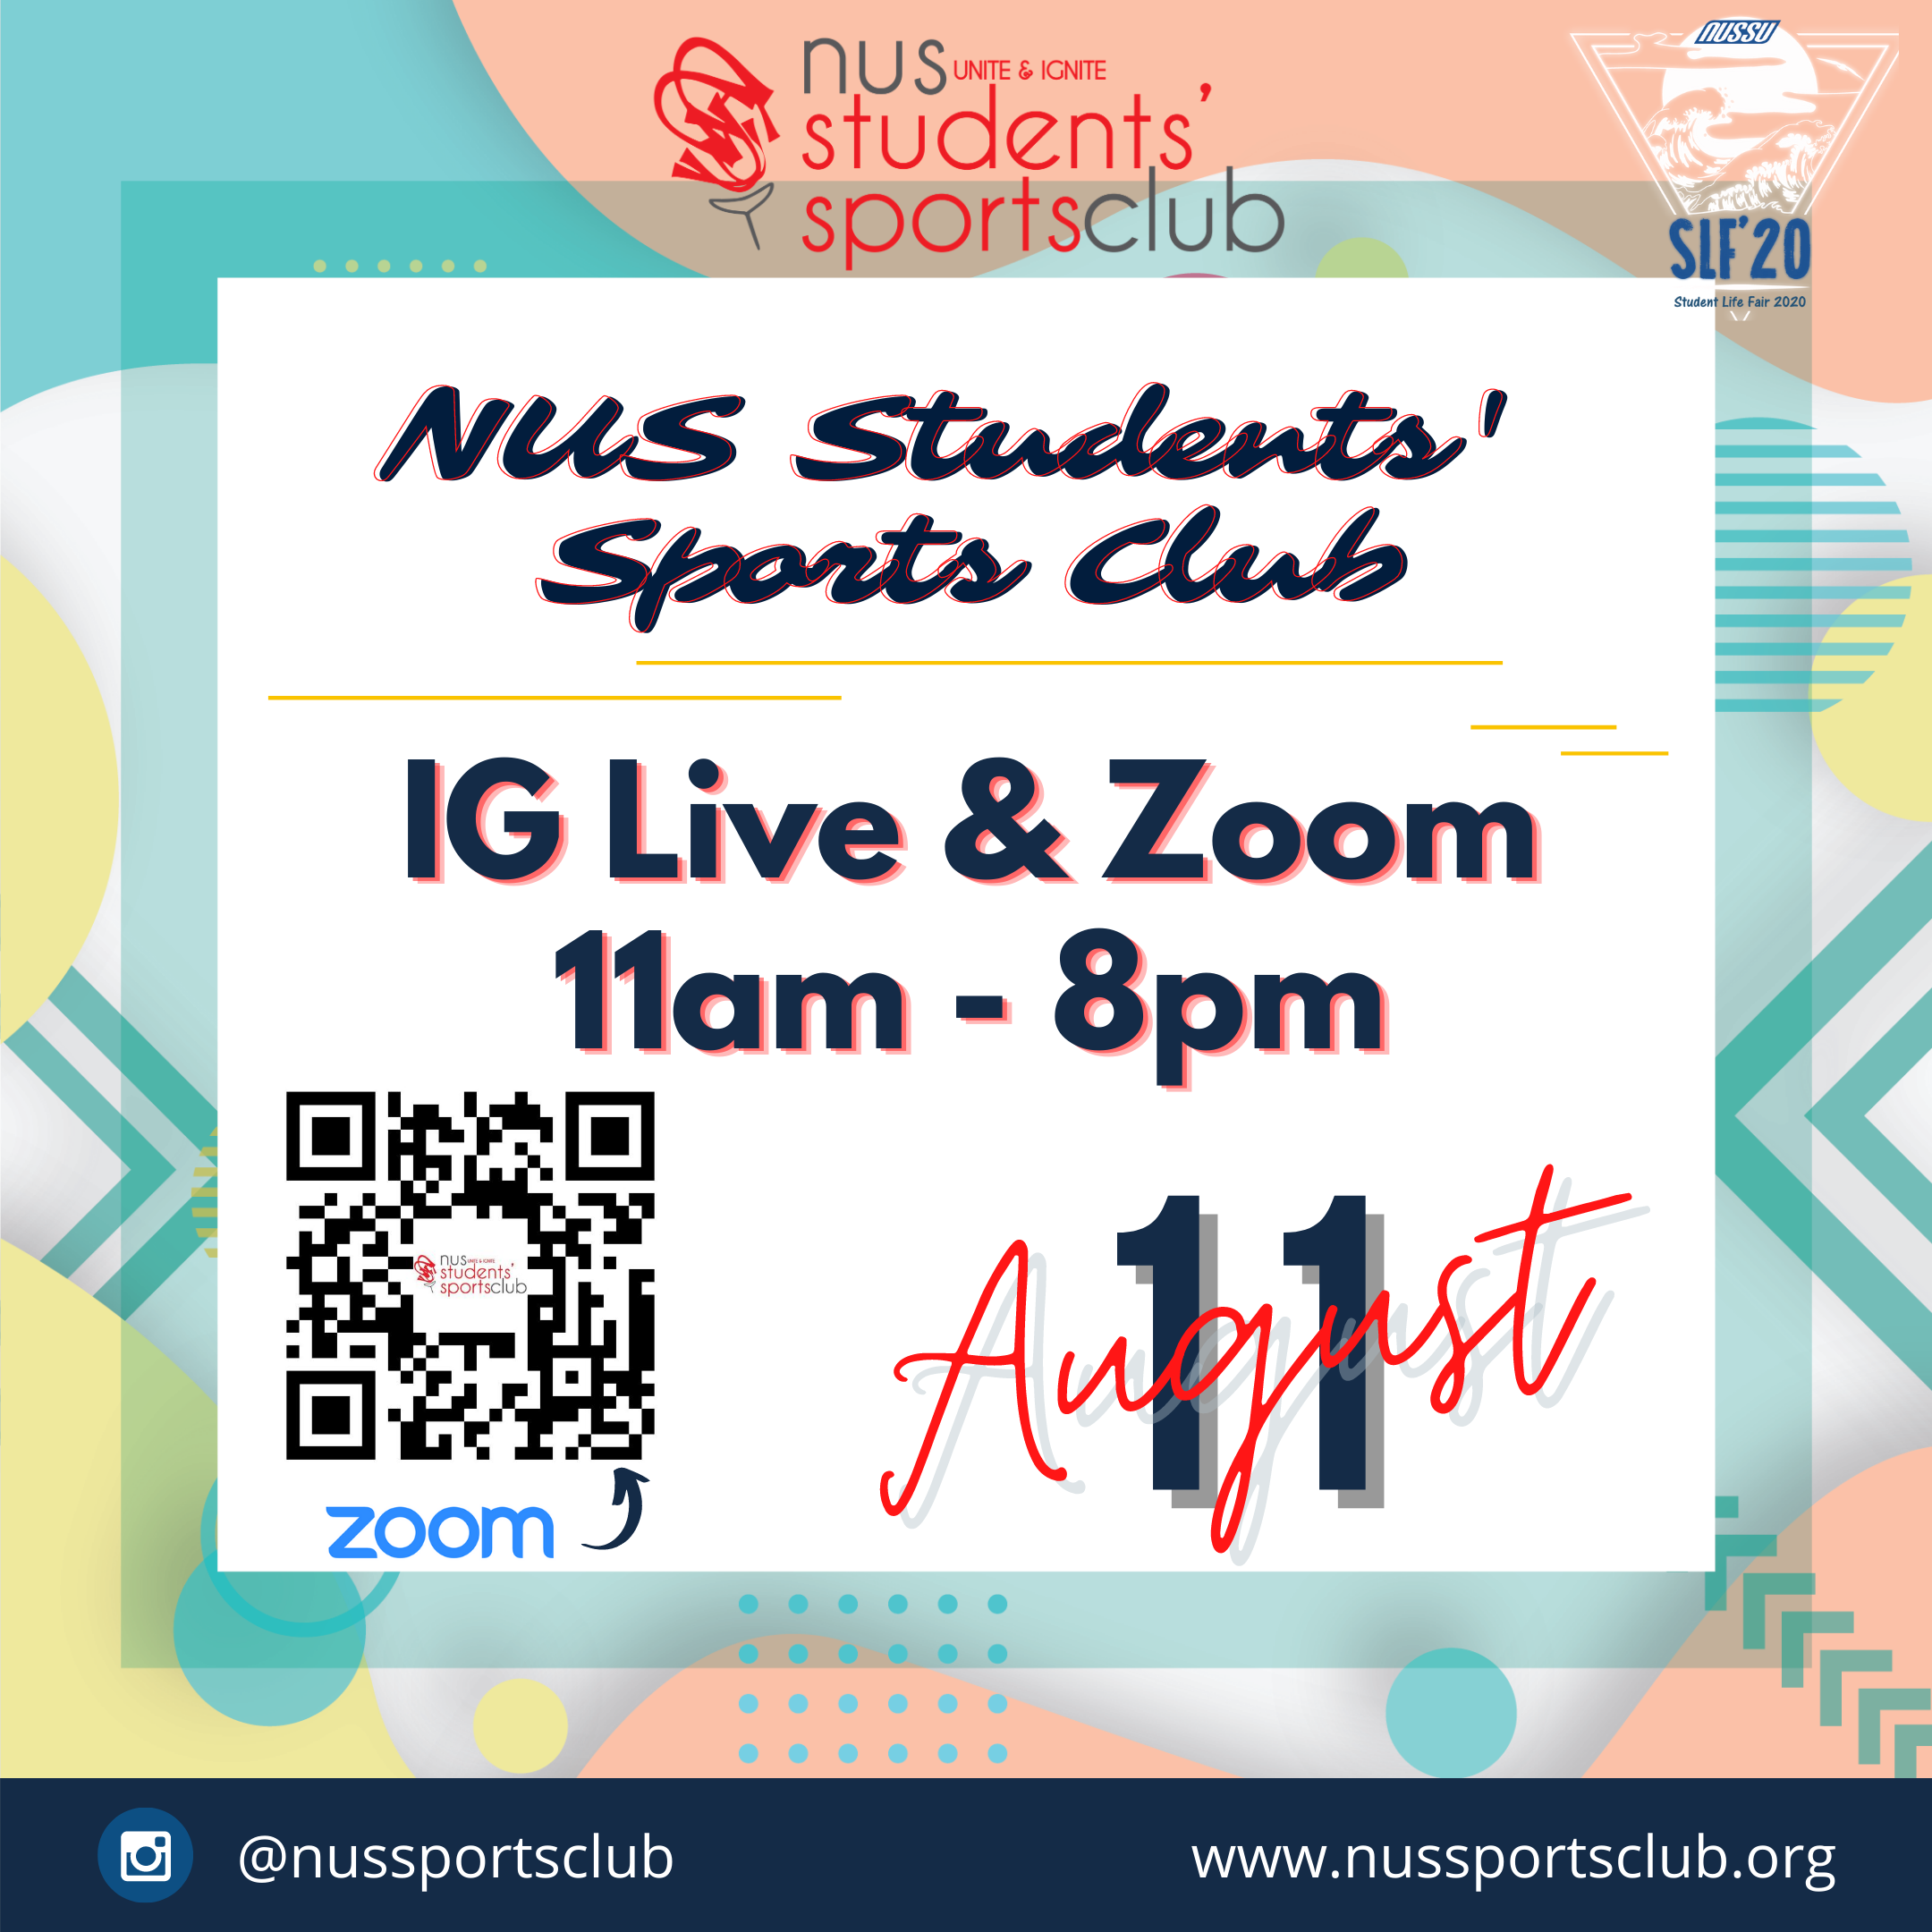 nus UNITE & IGNITE
students'
sportsclub
NUSSU
SLF'20
Student Life Fair 2020
NUS Students'
Sports Club
IG Live & Zoom
11am - 8pm
nus UNITE & IGNITE
students'
sportsclub
11
August
zoom
@nussportsclub
www.nussportsclub.org